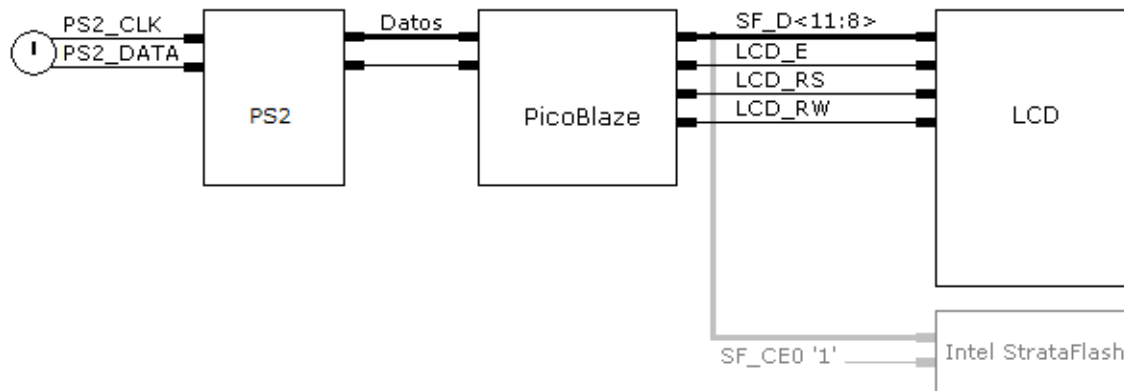 PS2_CLK
PS2_DATA
PS2
Datos
PicoBlaze
SF_D<11:8>
LCD_E
LCD_RS
LCD_RW
LCD
SF_CE0 '1'
Intel StrataFlash